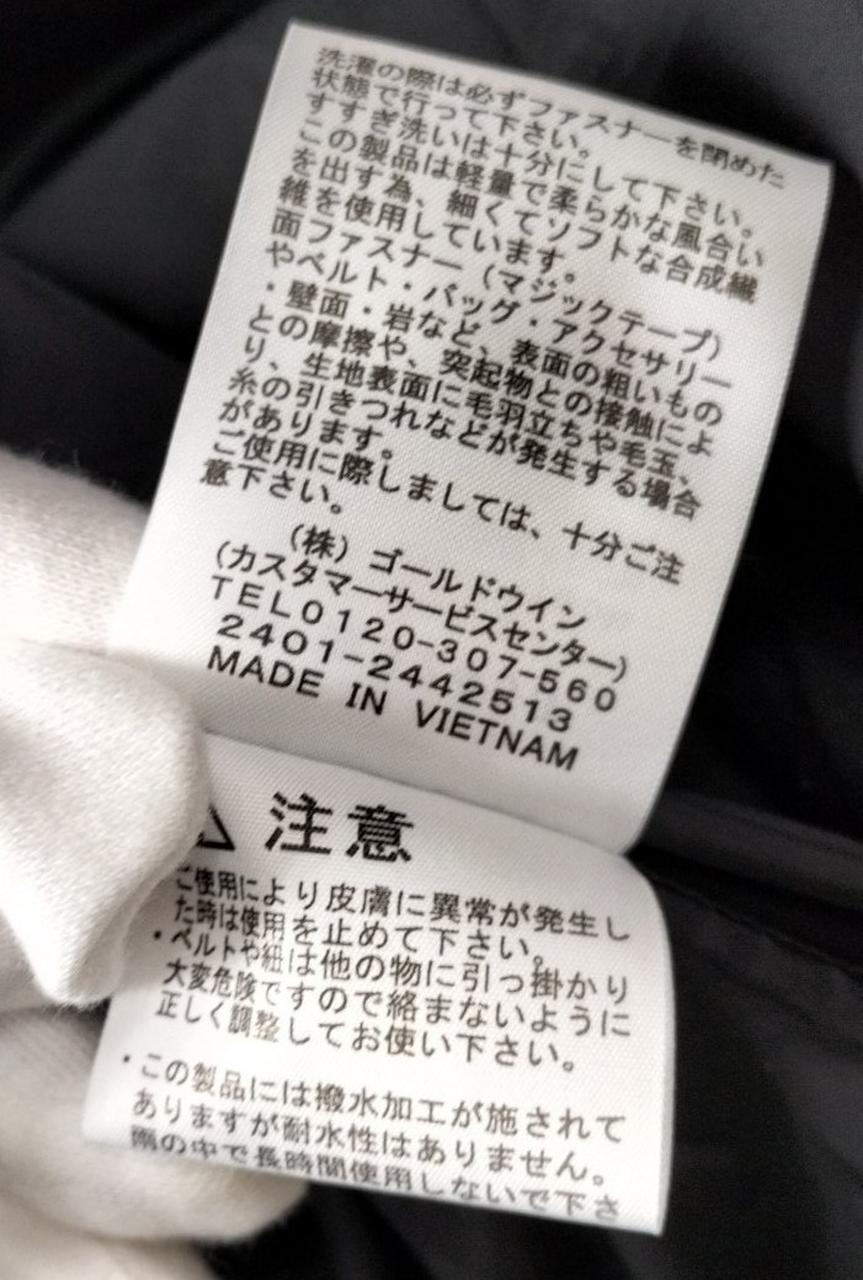 洗濯の際は必ずファスナーを閉めた
状態で行って下さい。
すすぎ洗いは十分にして下さい。
この製品は軽量で柔らかな風合い
を出す為、細くてソフトな合成繊
維を使用しています。
面ファスナー（マジックテープ）
やベルト・バッグ・アクセサリー
・壁面・岩など、表面の粗いもの
との摩擦や、突起物との接触によ
り、生地表面に毛羽立ちや毛玉、
糸の引きつれなどが発生する場合
があります。
ご使用に際しましては、十分ご注
意下さい。
（株）ゴールドウイン
（カスタマーサービスセンター）
TEL0120-307-560
2401-2442513
MADE IN VIETNAM
注意
ご使用により皮膚に異常が発生し
た時は使用を止めて下さい。
・ベルトや紐は他の物に引っ掛かり
大変危険ですので絡まないように
正しく調整してお使い下さい。
・この製品には撥水加工が施されて
ありますが耐水性はありません。
雨の中で長時間使用しないで下さ